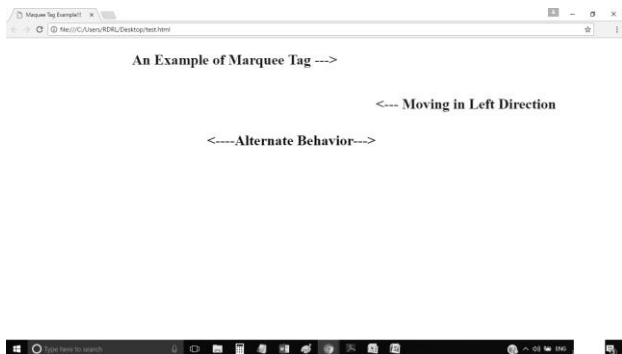 Marquee Tag Example!!
file:///C:/Users/RDRL/Desktop/test.html
An Example of Marquee Tag --->
<--- Moving in Left Direction
<----Alternate Behavior--->
Type here to search
ENG